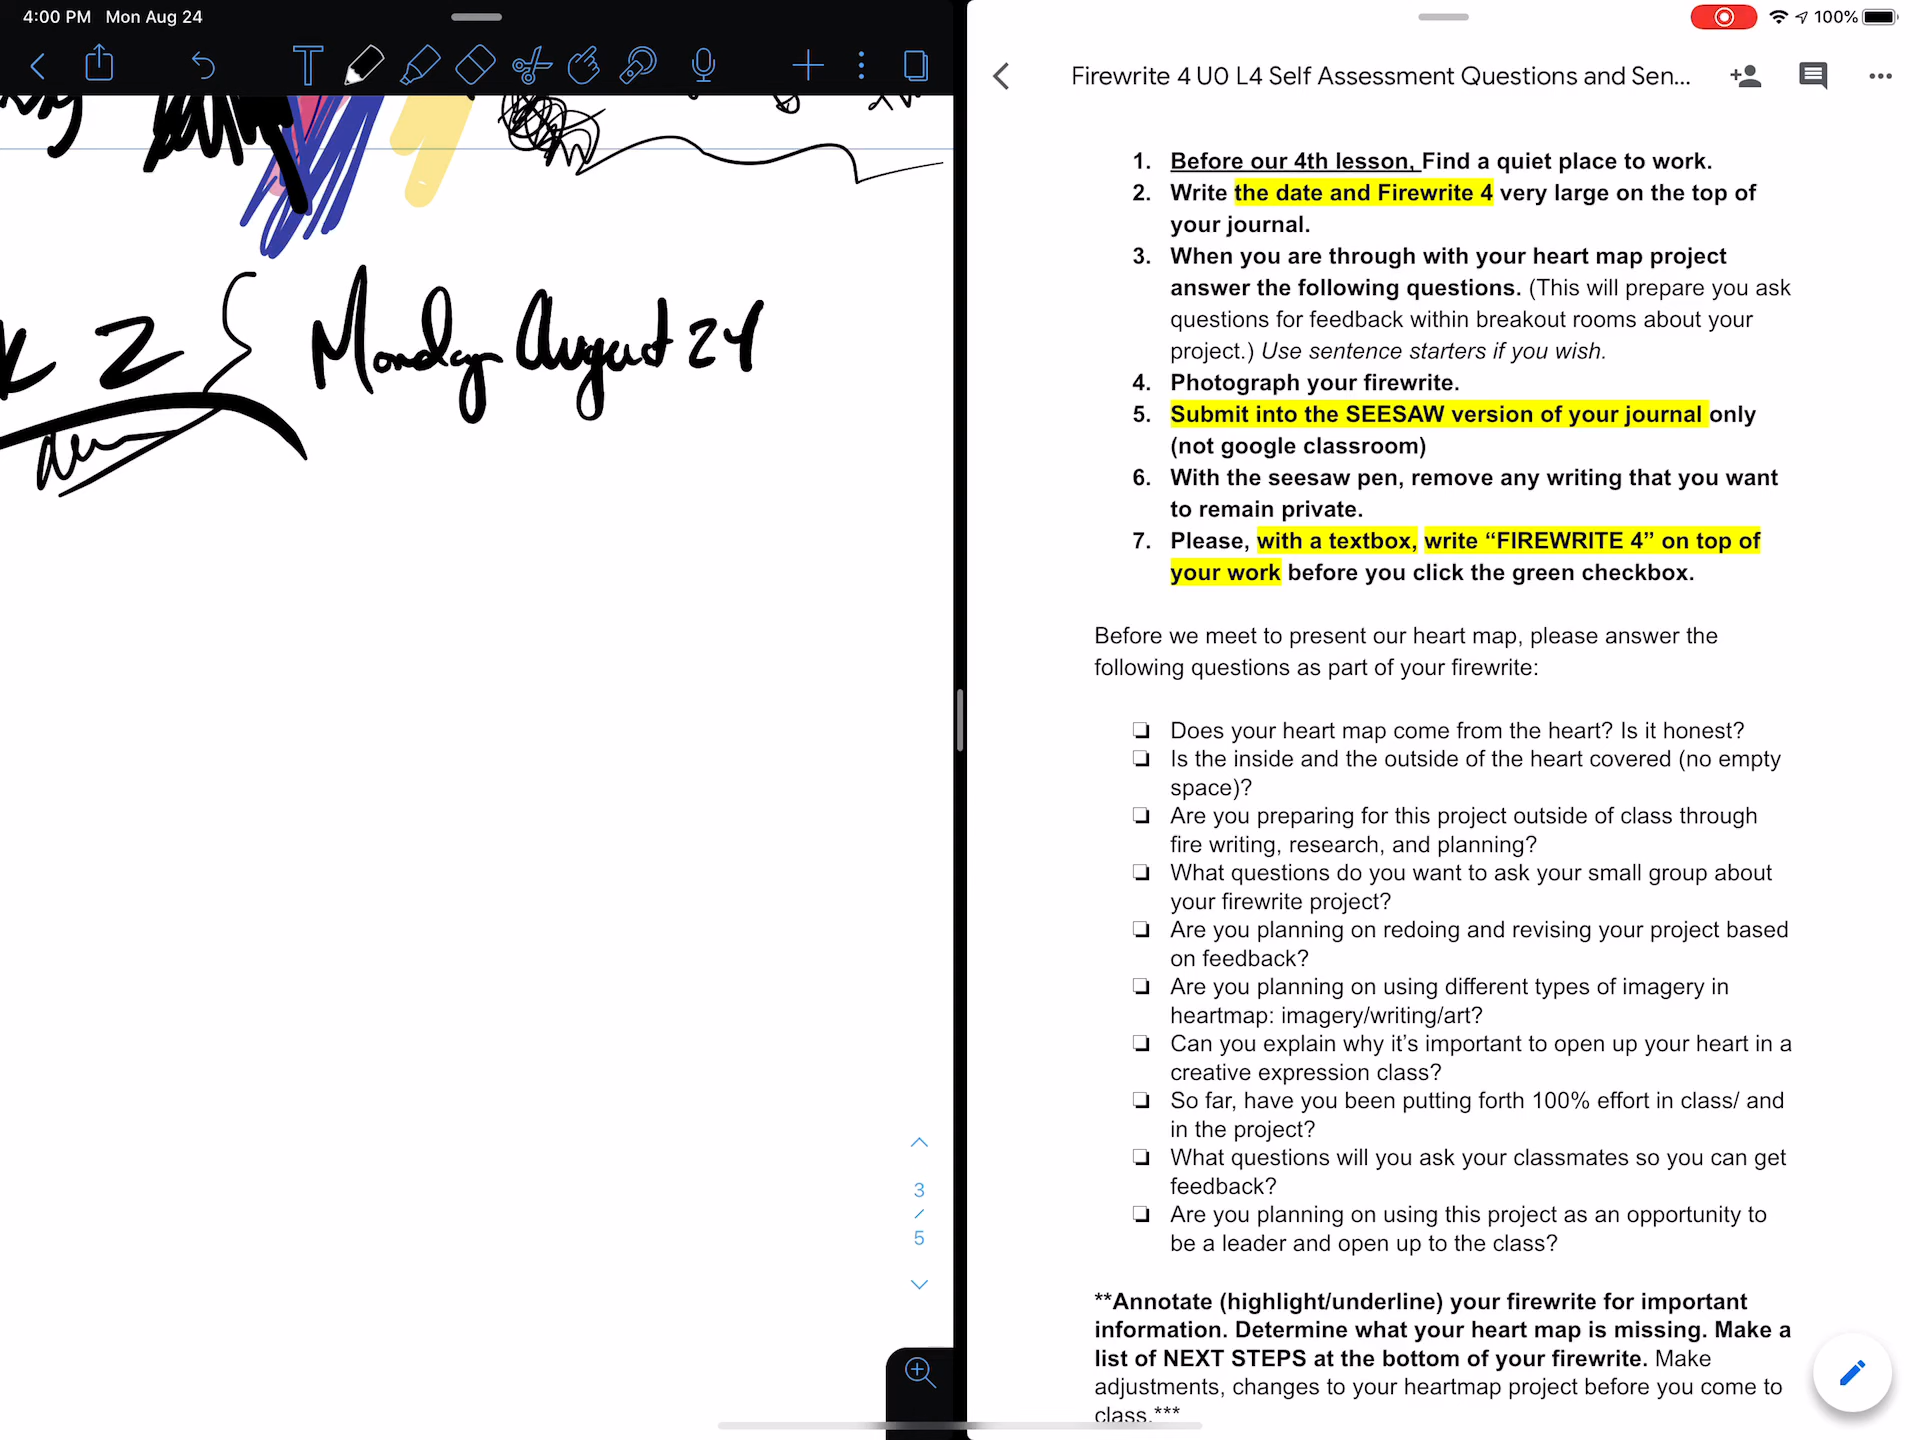 4:00 PM Mon Aug 24
100%
T
2 { Monday August 24
3
/
5
Firewrite 4 U0 L4 Self Assessment Questions and Sen...
1. Before our 4th lesson, Find a quiet place to work.
2. Write the date and Firewrite 4 very large on the top of
your journal.
3. When you are through with your heart map project
answer the following questions. (This will prepare you ask
questions for feedback within breakout rooms about your
project.) Use sentence starters if you wish.
4. Photograph your firewrite.
5. Submit into the SEESAW version of your journal only
(not google classroom)
6. With the seesaw pen, remove any writing that you want
to remain private.
7. Please, with a textbox, write “FIREWRITE 4” on top of
your work before you click the green checkbox.
Before we meet to present our heart map, please answer the
following questions as part of your firewrite:
❏ Does your heart map come from the heart? Is it honest?
❏ Is the inside and the outside of the heart covered (no empty
space)?
❏ Are you preparing for this project outside of class through
fire writing, research, and planning?
❏ What questions do you want to ask your small group about
your firewrite project?
❏ Are you planning on redoing and revising your project based
on feedback?
❏ Are you planning on using different types of imagery in
heartmap: imagery/writing/art?
❏ Can you explain why it’s important to open up your heart in a
creative expression class?
❏ So far, have you been putting forth 100% effort in class/ and
in the project?
❏ What questions will you ask your classmates so you can get
feedback?
❏ Are you planning on using this project as an opportunity to
be a leader and open up to the class?
**Annotate (highlight/underline) your firewrite for important
information. Determine what your heart map is missing. Make a
list of NEXT STEPS at the bottom of your firewrite. Make
adjustments, changes to your heartmap project before you come to
class.***